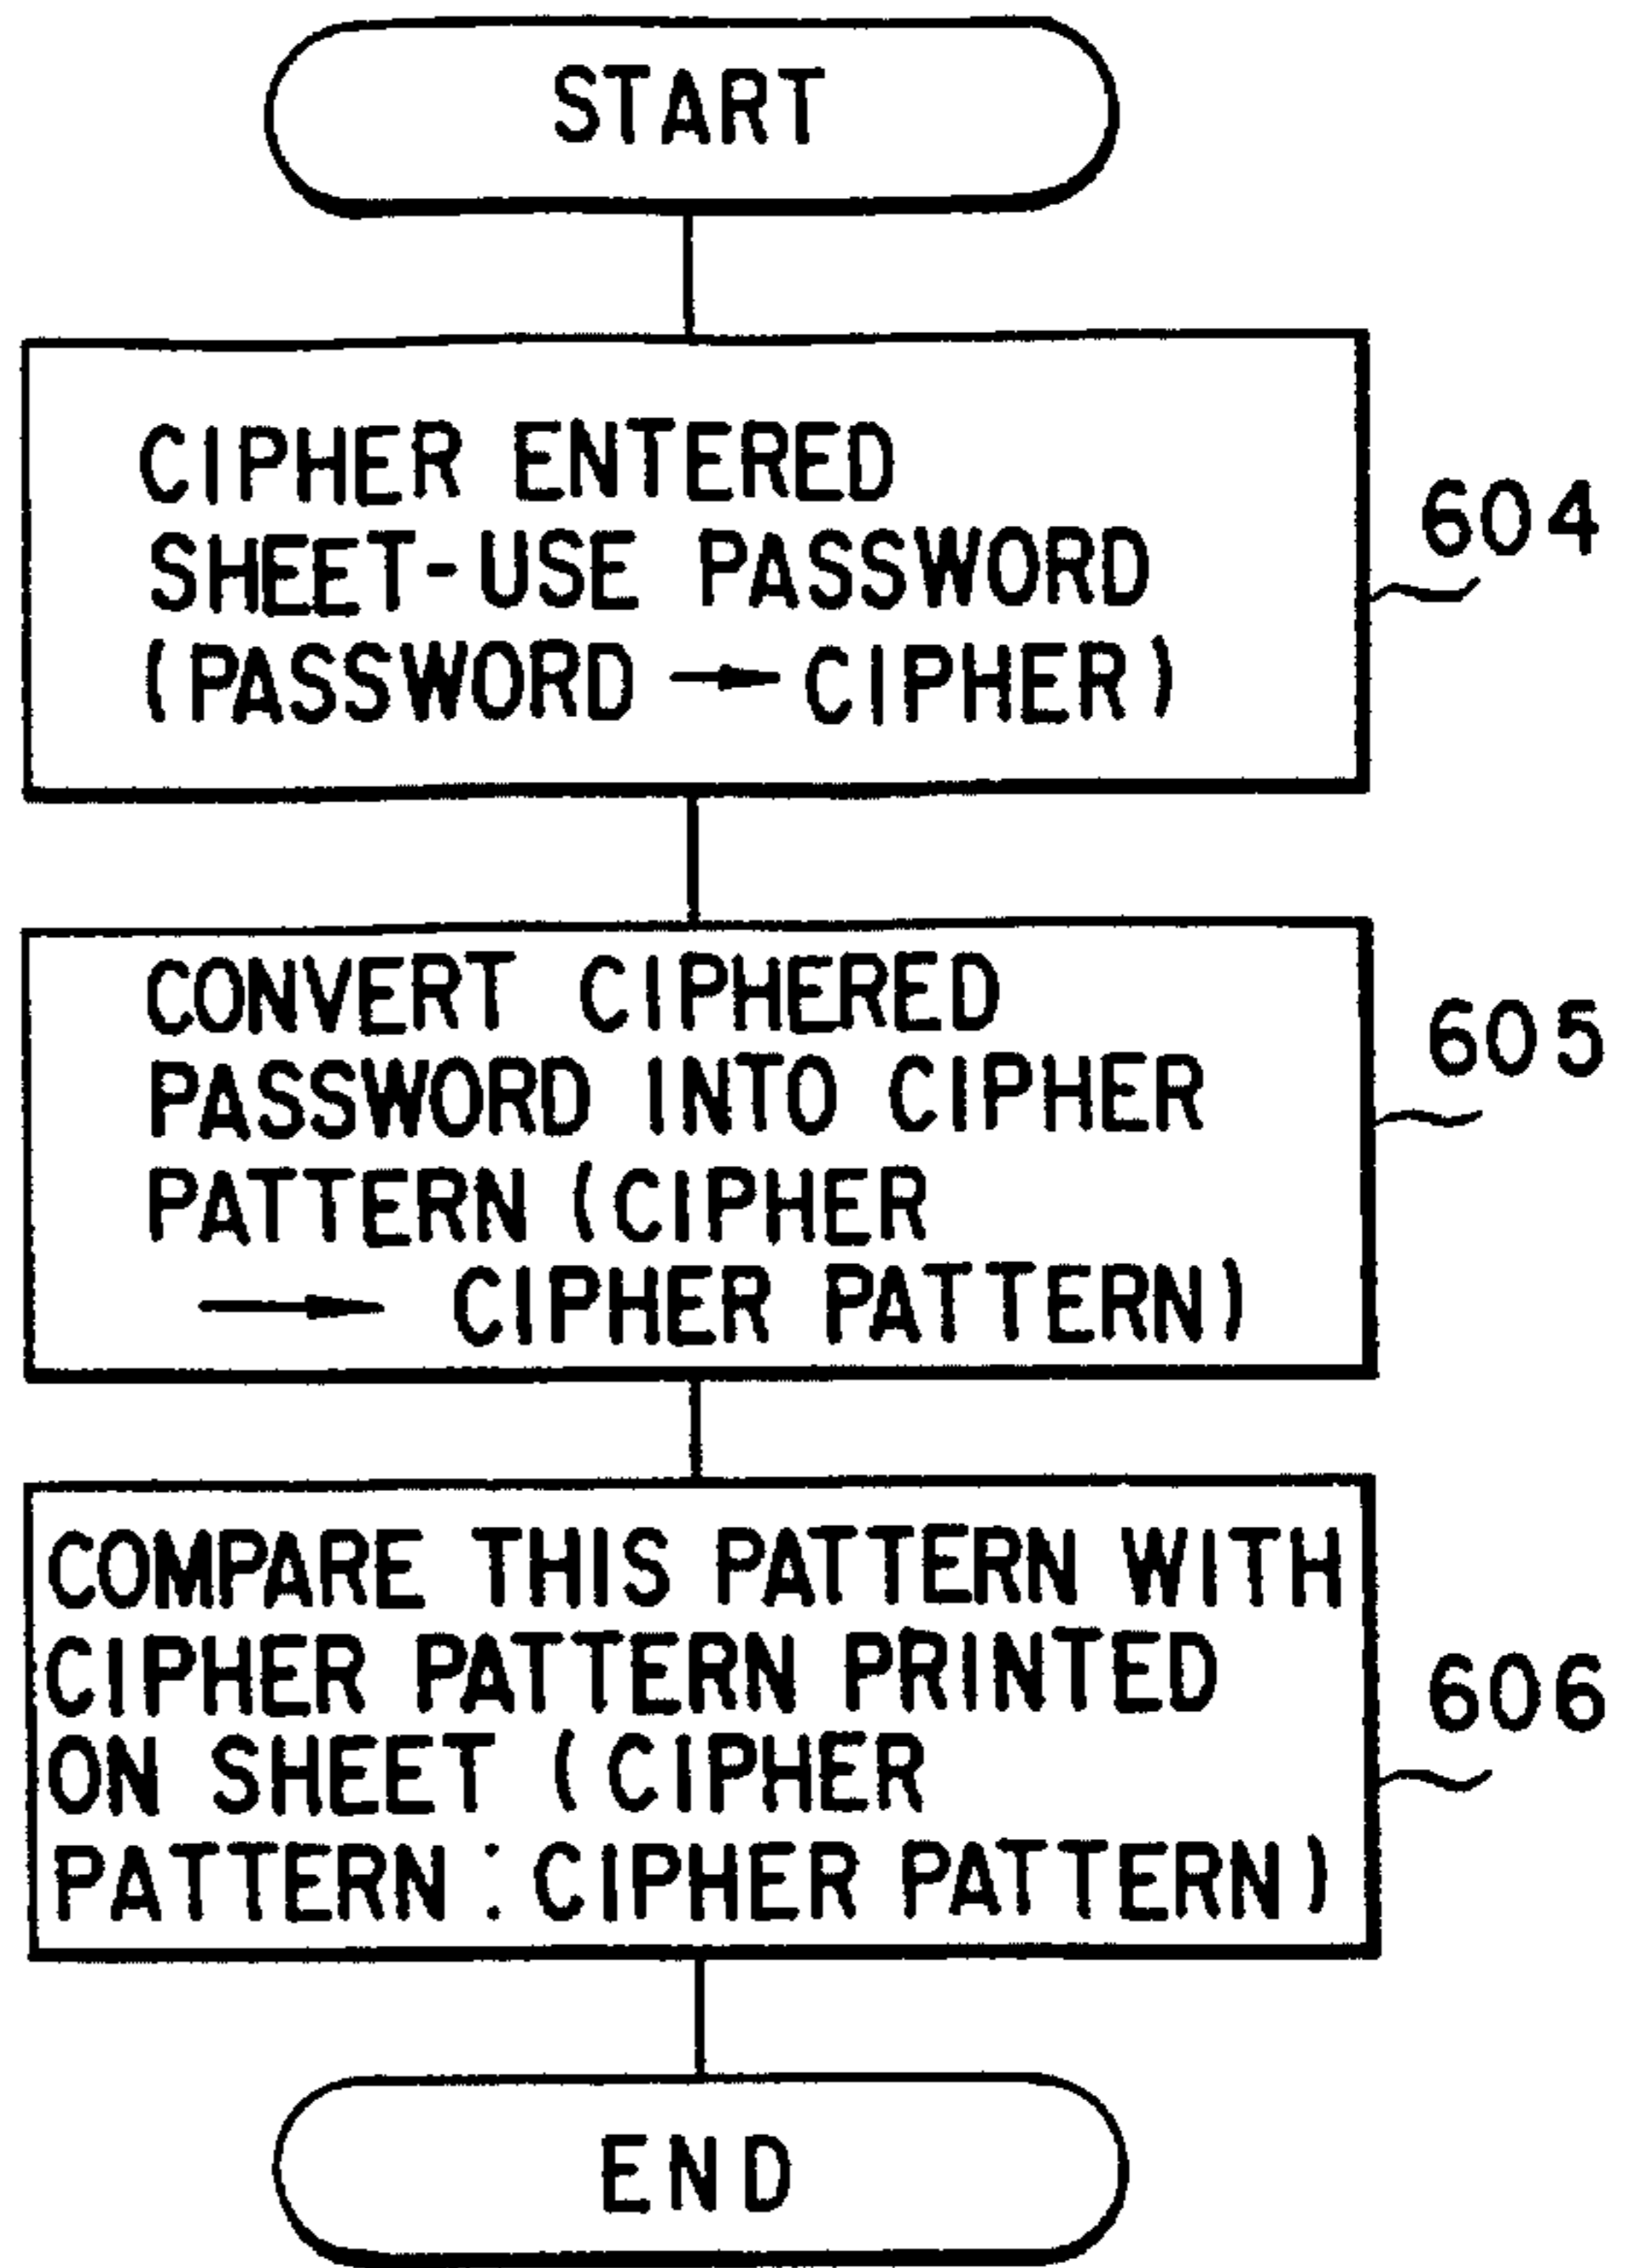 START
CIPHER ENTERED
SHEET-USE PASSWORD
(PASSWORD → CIPHER)
604
CONVERT CIPHERED
PASSWORD INTO CIPHER
PATTERN (CIPHER
→ CIPHER PATTERN)
605
COMPARE THIS PATTERN WITH
CIPHER PATTERN PRINTED
ON SHEET (CIPHER
PATTERN : CIPHER PATTERN)
606
END